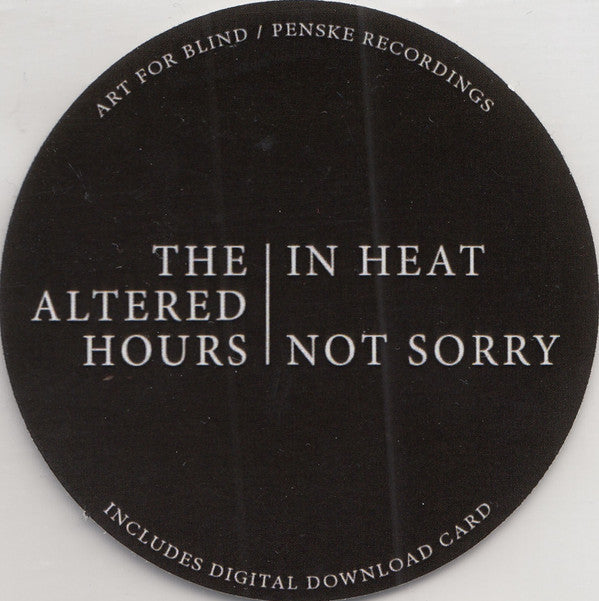 ART FOR BLIND / PENSKE RECORDINGS
THE
ALTERED
HOURS
IN HEAT
NOT SORRY
INCLUDES DIGITAL DOWNLOAD CARD